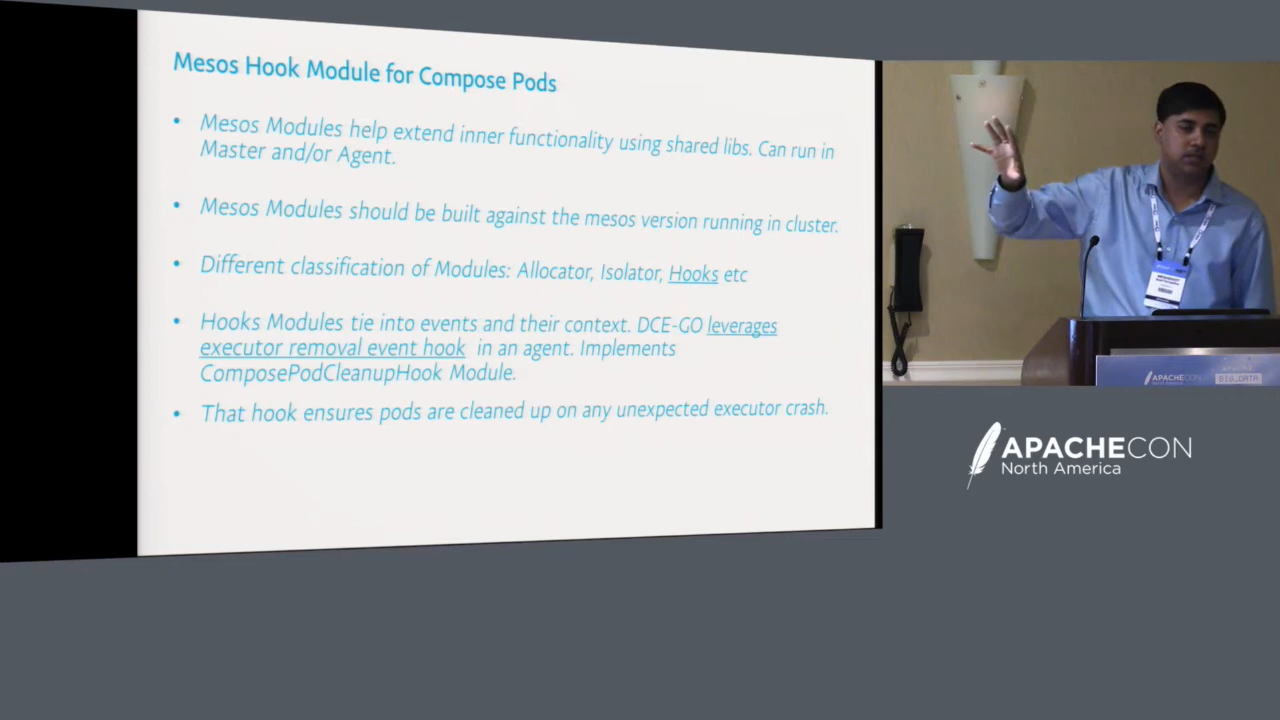 Mesos Hook Module for Compose Pods
• Mesos Modules help extend inner functionality using shared libs. Can run in
Master and/or Agent.
• Mesos Modules should be built against the mesos version running in cluster.
• Different classification of Modules: Allocator, Isolator, Hooks etc
• Hooks Modules tie into events and their context. DCE-GO leverages
executor removal event hook in an agent. Implements
ComposePodCleanupHook Module.
• That hook ensures pods are cleaned up on any unexpected executor crash.
APACHECON
BIG_DATA
APACHECON
North America